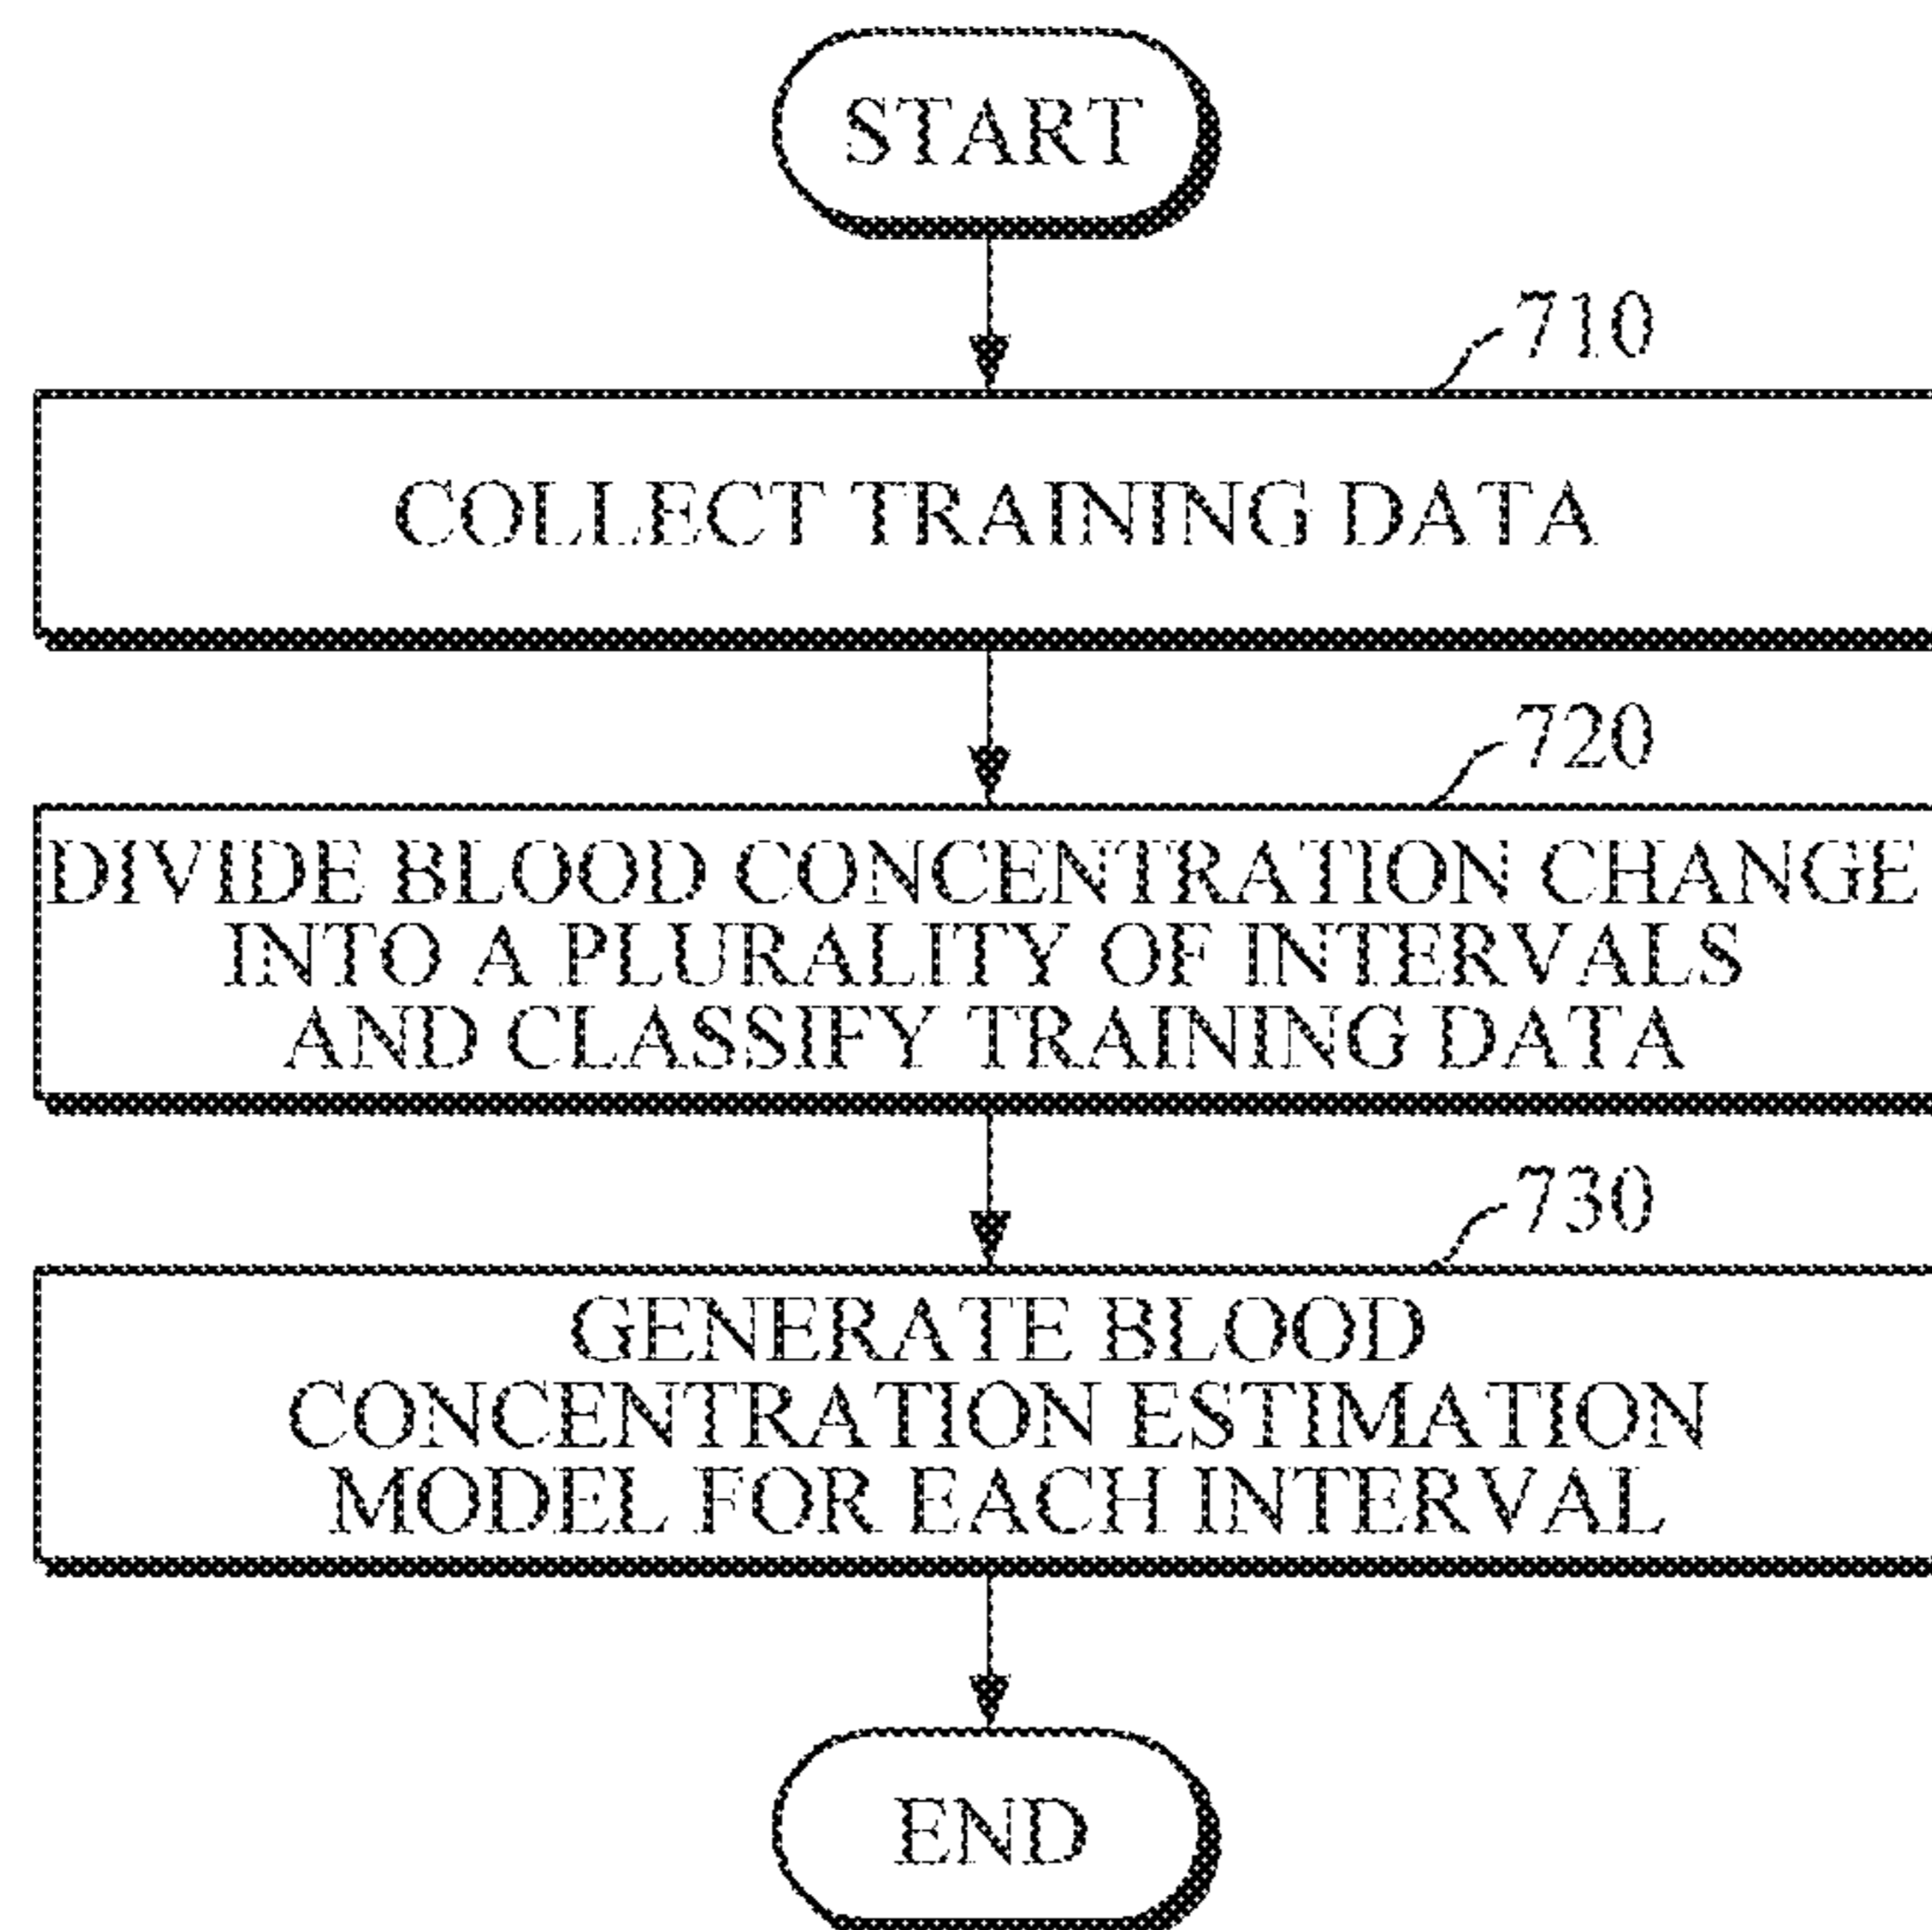 START
710
COLLECT TRAINING DATA
720
DIVIDE BLOOD CONCENTRATION CHANGE
INTO A PLURALITY OF INTERVALS
AND CLASSIFY TRAINING DATA
730
GENERATE BLOOD
CONCENTRATION ESTIMATION
MODEL FOR EACH INTERVAL
END